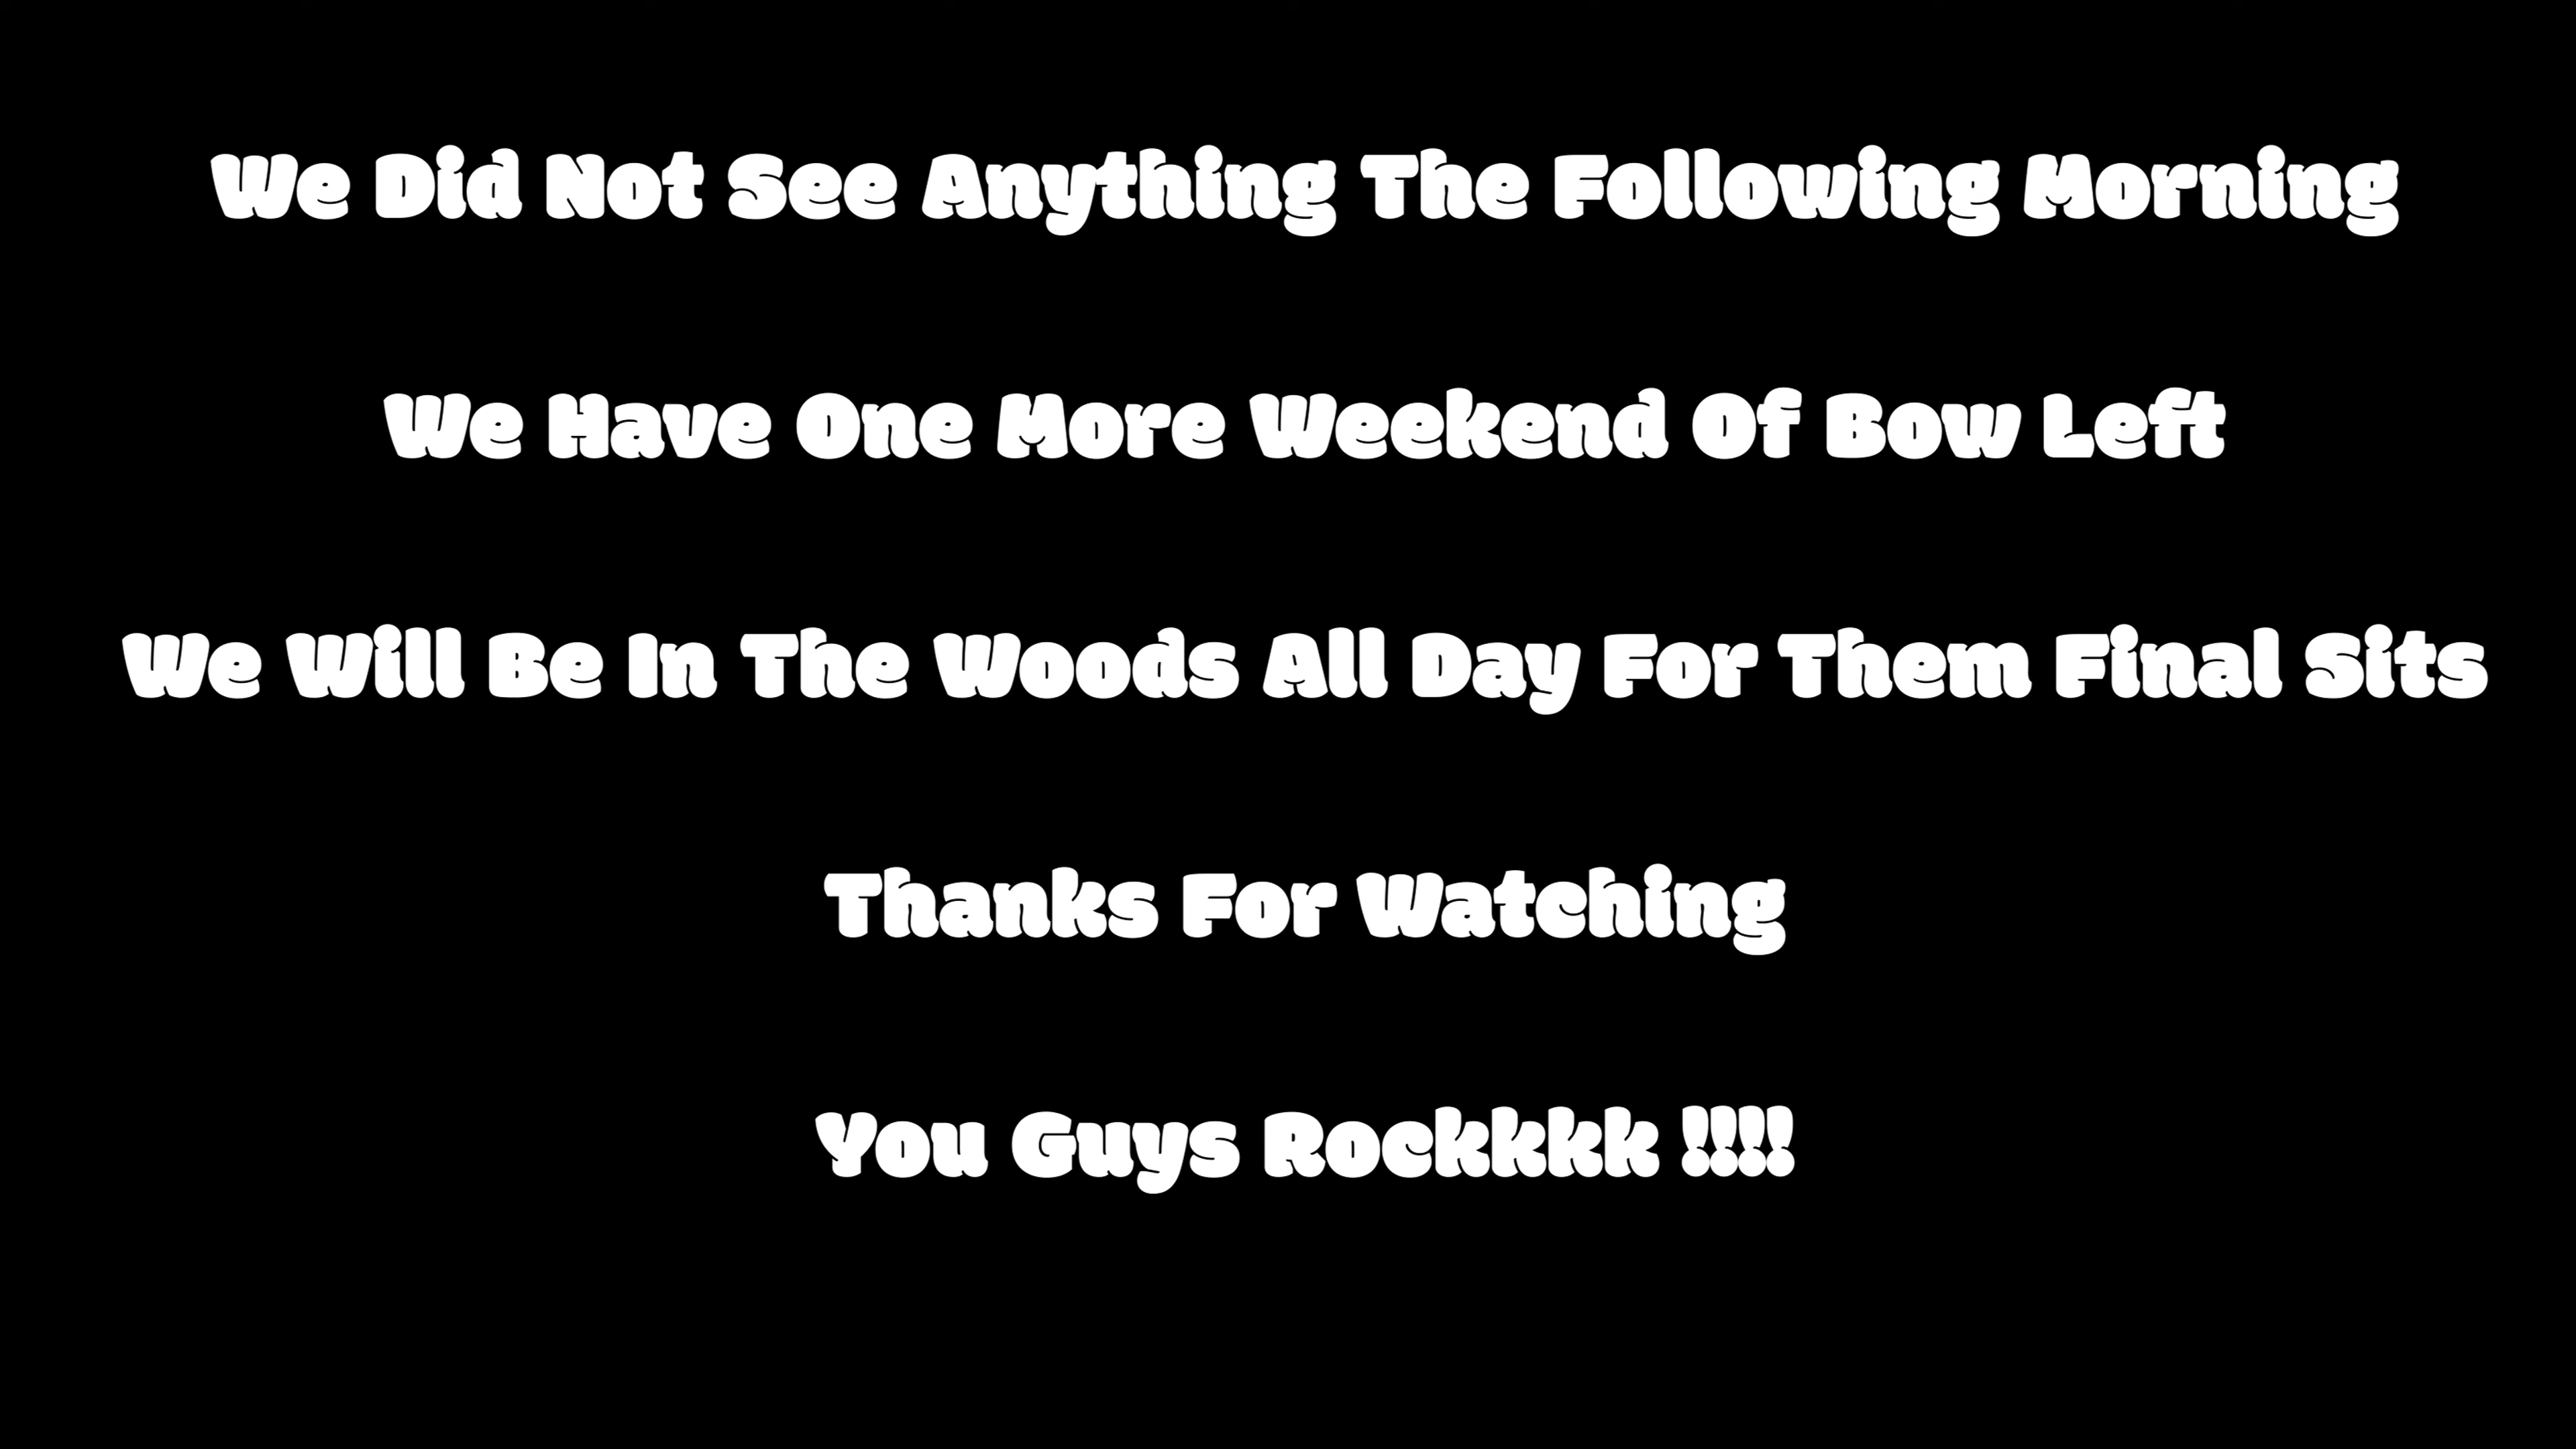 We Did Not See Anything The Following Morning
We Have One More Weekend Of Bow Left
We Will Be In The Woods All Day For Them Final Sits
Thanks For Watching
You Guys Rockkkk !!!!